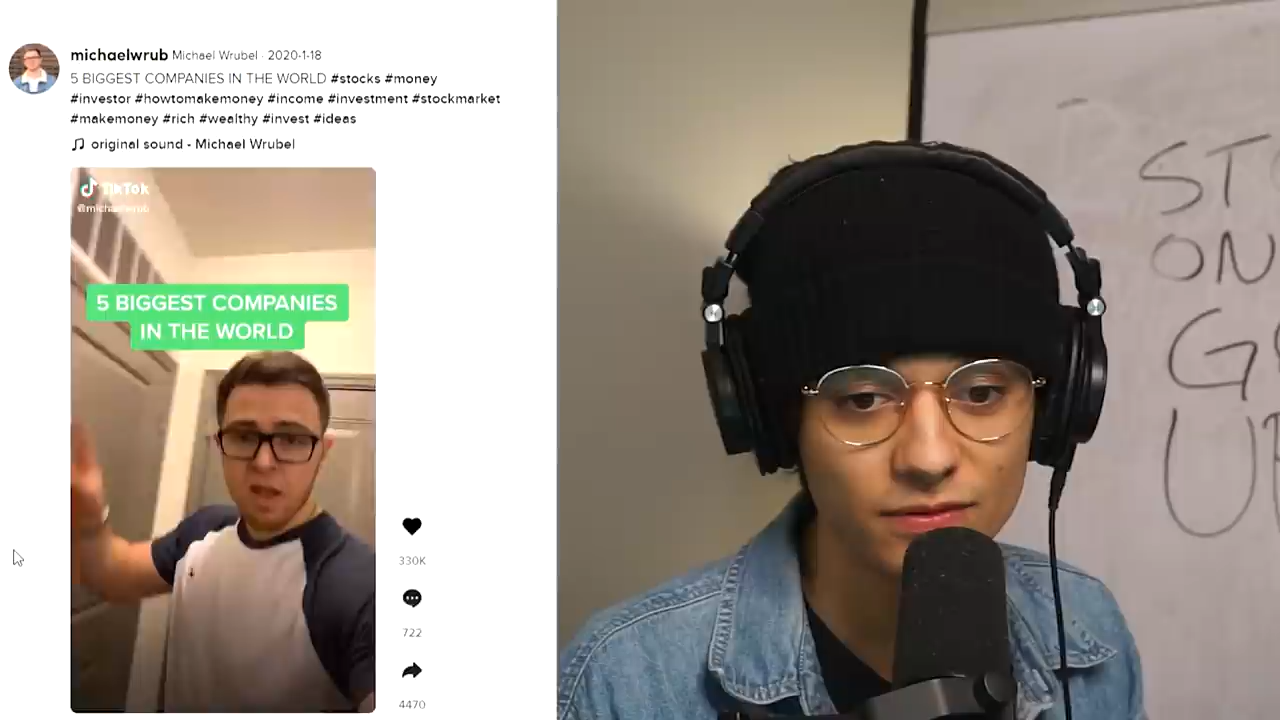 michaelwrub Michael Wrubel · 2020-1-18
5 BIGGEST COMPANIES IN THE WORLD #stocks #money
#investor #howtomakemoney #income #investment #stockmarket
#makemoney #rich #wealthy #invest #ideas
original sound - Michael Wrubel
TikTok
@michaelwrub
5 BIGGEST COMPANIES
IN THE WORLD
330K
722
4470